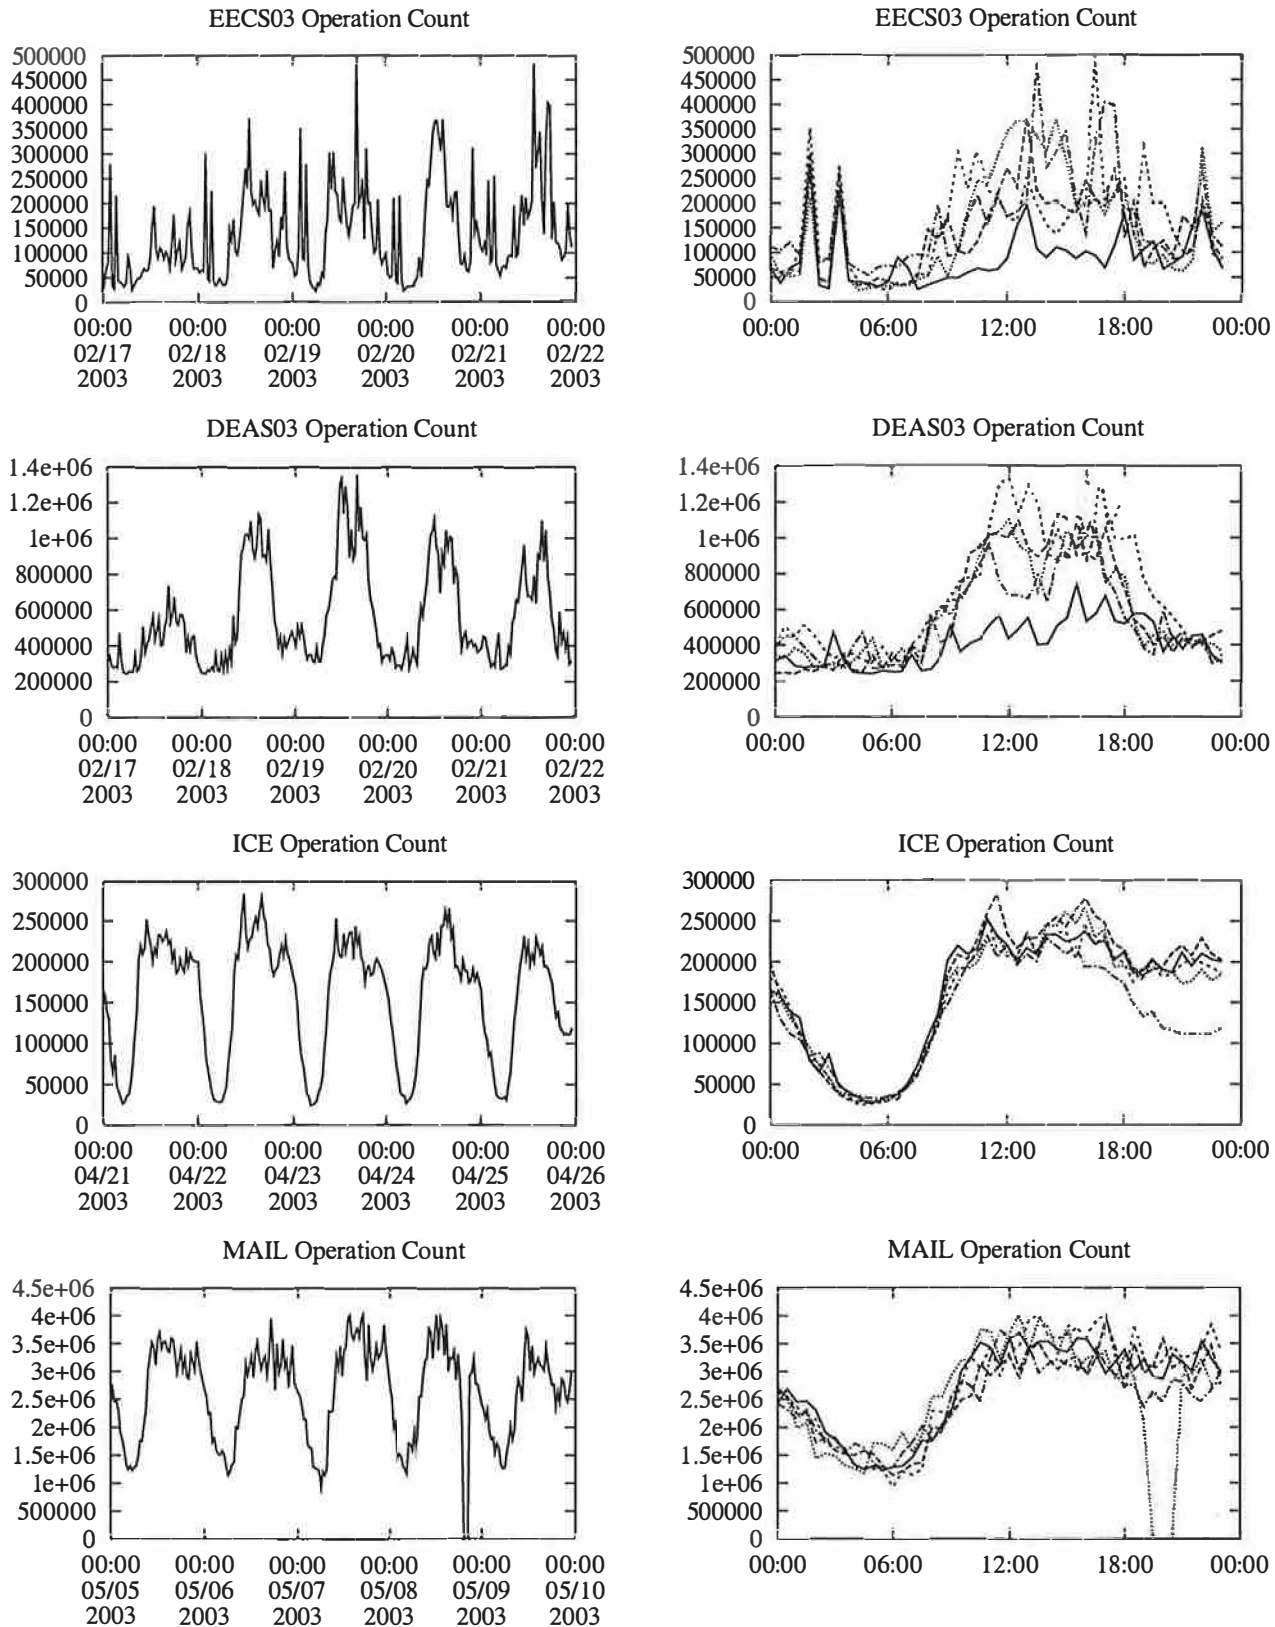 EECS03 Operation Count
500000
450000
400000
350000
300000
250000
200000
150000
100000
50000
0
00:00 00:00 00:00 00:00 00:00 00:00
02/17 02/18 02/19 02/20 02/21 02/22
2003 2003 2003 2003 2003 2003
EECS03 Operation Count
500000
450000
400000
350000
300000
250000
200000
150000
100000
50000
0
00:00 06:00 12:00 18:00 00:00
DEAS03 Operation Count
1.4e+06
1.2e+06
1e+06
800000
600000
400000
200000
0
00:00 00:00 00:00 00:00 00:00 00:00
02/17 02/18 02/19 02/20 02/21 02/22
2003 2003 2003 2003 2003 2003
DEAS03 Operation Count
1.4e+06
1.2e+06
1e+06
800000
600000
400000
200000
0
00:00 06:00 12:00 18:00 00:00
ICE Operation Count
300000
250000
200000
150000
100000
50000
0
00:00 00:00 00:00 00:00 00:00 00:00
04/21 04/22 04/23 04/24 04/25 04/26
2003 2003 2003 2003 2003 2003
ICE Operation Count
300000
250000
200000
150000
100000
50000
0
00:00 06:00 12:00 18:00 00:00
MAIL Operation Count
4.5e+06
4e+06
3.5e+06
3e+06
2.5e+06
2e+06
1.5e+06
1e+06
500000
0
00:00 00:00 00:00 00:00 00:00 00:00
05/05 05/06 05/07 05/08 05/09 05/10
2003 2003 2003 2003 2003 2003
MAIL Operation Count
4.5e+06
4e+06
3.5e+06
3e+06
2.5e+06
2e+06
1.5e+06
1e+06
500000
0
00:00 06:00 12:00 18:00 00:00